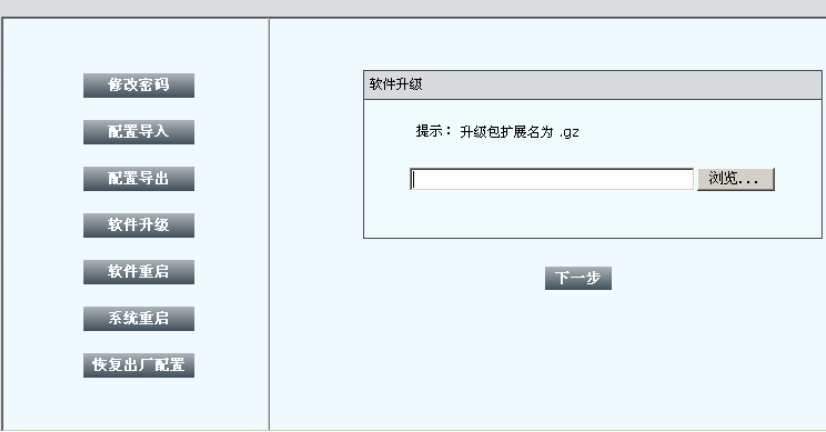 修改密码
配置导入
配置导出
软件升级
软件重启
系统重启
恢复出厂配置
软件升级
提示： 升级包扩展名为 .gz
浏览...
下一步